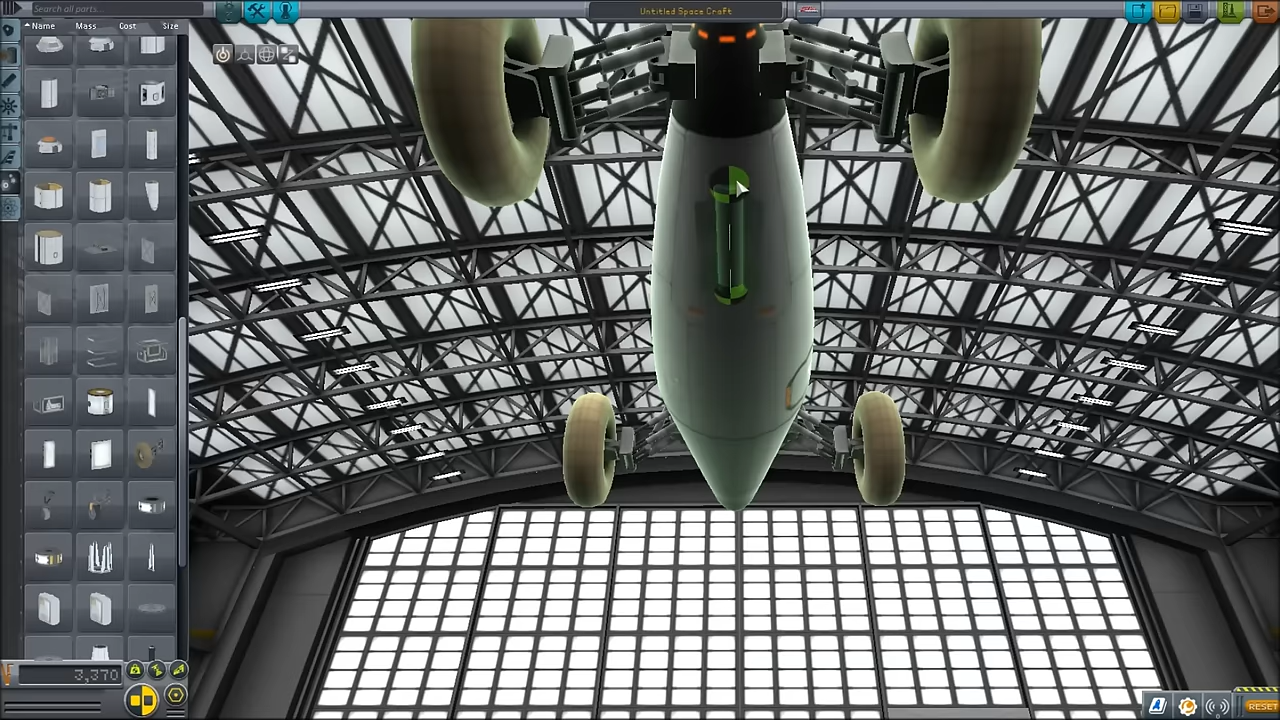 Search all parts...
Untitled Space Craft
Name Mass Cost Size
3,370
RESET